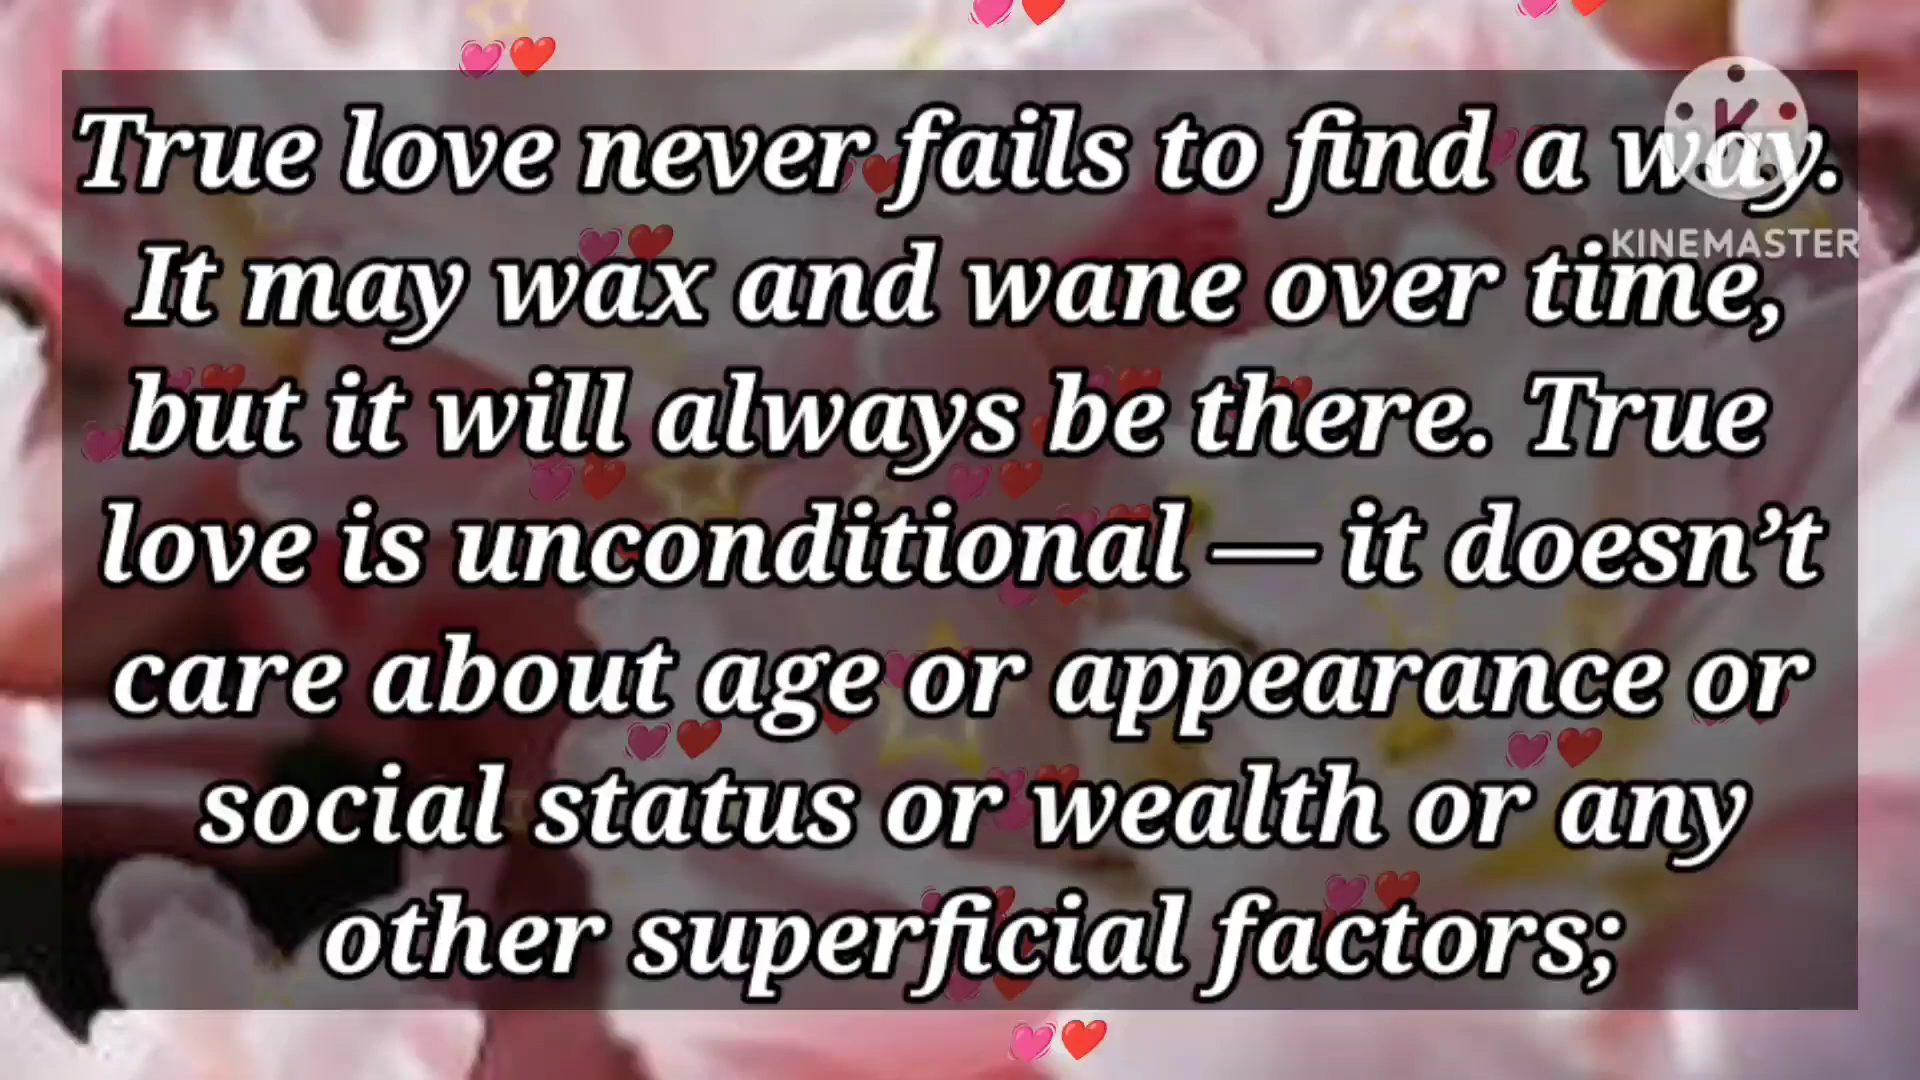 True love never fails to find a way.
KINEMASTER
It may wax and wane over time,
but it will always be there. True
love is unconditional — it doesn’t
care about age or appearance or
social status or wealth or any
other superficial factors;